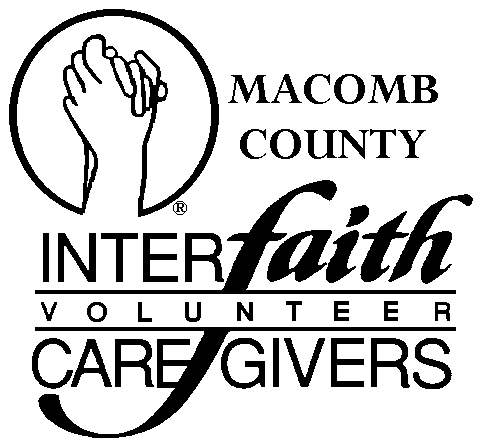 MACOMB
COUNTY
®
INTERfaith
VOLUNTEER
CAREGIVERS